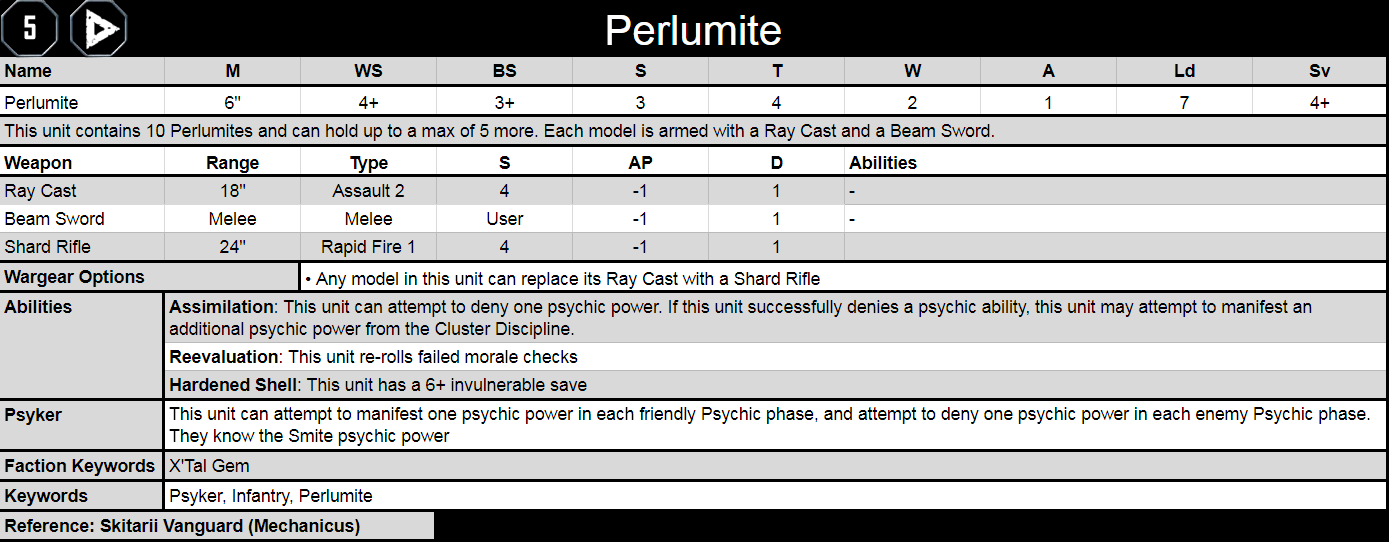 5
Perlumite
Name M WS BS S T W A Ld Sv
Perlumite 6" 4+ 3+ 3 4 2 1 7 4+
This unit contains 10 Perlumites and can hold up to a max of 5 more. Each model is armed with a Ray Cast and a Beam Sword.
Weapon Range Type S AP D Abilities
Ray Cast 18" Assault 2 4 -1 1 -
Beam Sword Melee Melee User -1 1 -
Shard Rifle 24" Rapid Fire 1 4 -1 1
Wargear Options • Any model in this unit can replace its Ray Cast with a Shard Rifle
Abilities Assimilation: This unit can attempt to deny one psychic power. If this unit successfully denies a psychic ability, this unit may attempt to manifest an
additional psychic power from the Cluster Discipline.
Reevaluation: This unit re-rolls failed morale checks
Hardened Shell: This unit has a 6+ invulnerable save
Psyker This unit can attempt to manifest one psychic power in each friendly Psychic phase, and attempt to deny one psychic power in each enemy Psychic phase.
They know the Smite psychic power
Faction Keywords X'Tal Gem
Keywords Psyker, Infantry, Perlumite
Reference: Skitarii Vanguard (Mechanicus)